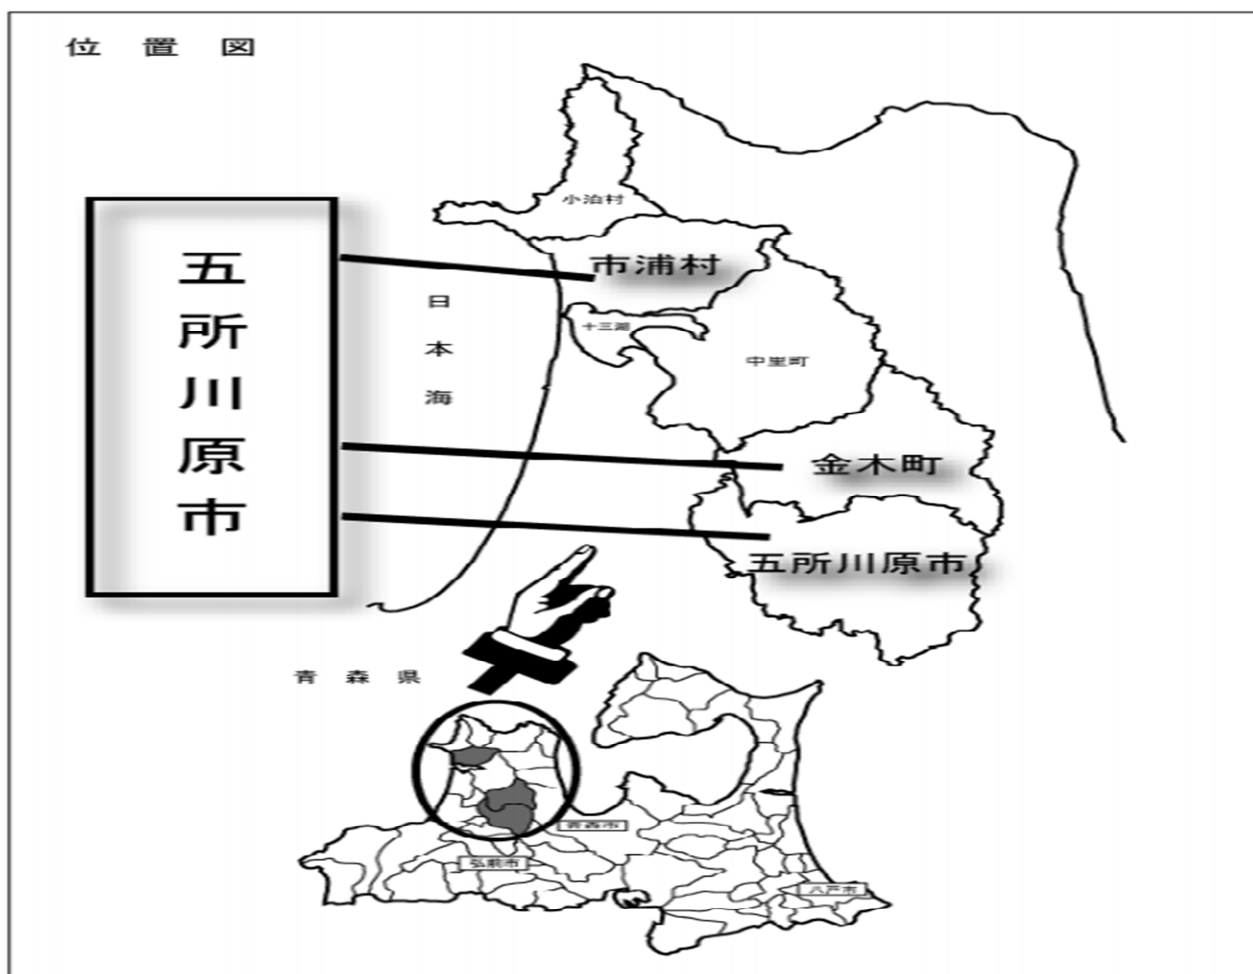 位置図
小泊村
市浦村
五所川原市
日本海
十三湖
中里町
金木町
五所川原市
青森県
青森市
弘前市
八戸市